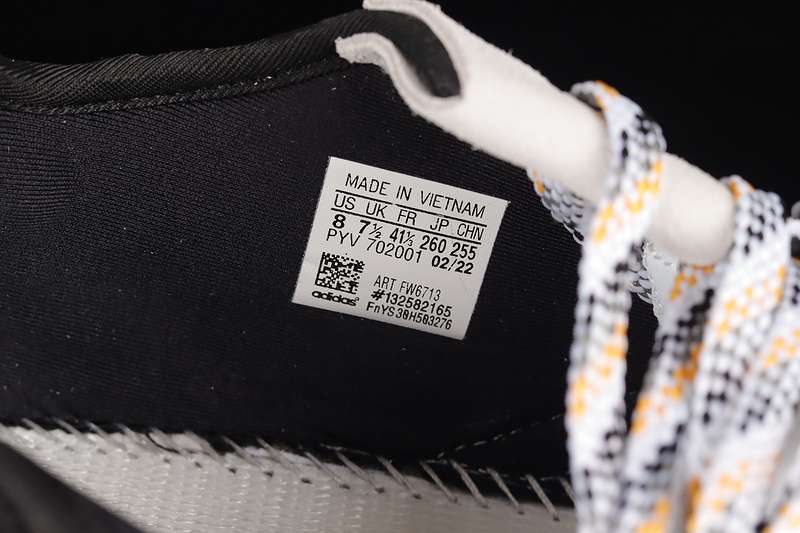 MADE IN VIETNAM
US UK FR JP CHN
8 7½ 41⅓ 260 255
PYV 702001 02/22
ART FW6713
#132582165
adidas FnYS38H503276